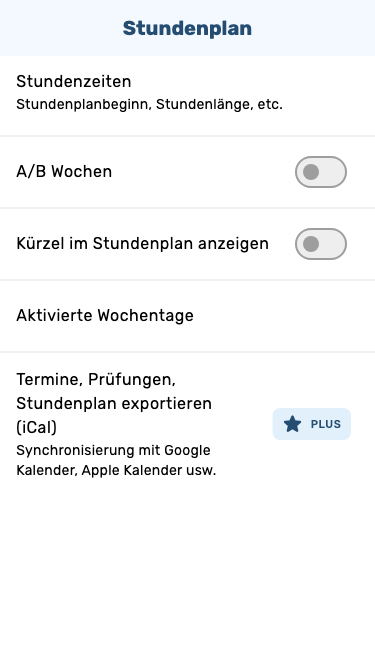 Stundenplan
Stundenzeiten
Stundenplanbeginn, Stundenlänge, etc.
A/B Wochen
Kürzel im Stundenplan anzeigen
Aktivierte Wochentage
Termine, Prüfungen,
Stundenplan exportieren
(iCal)
Synchronisierung mit Google
Kalender, Apple Kalender usw.
PLUS